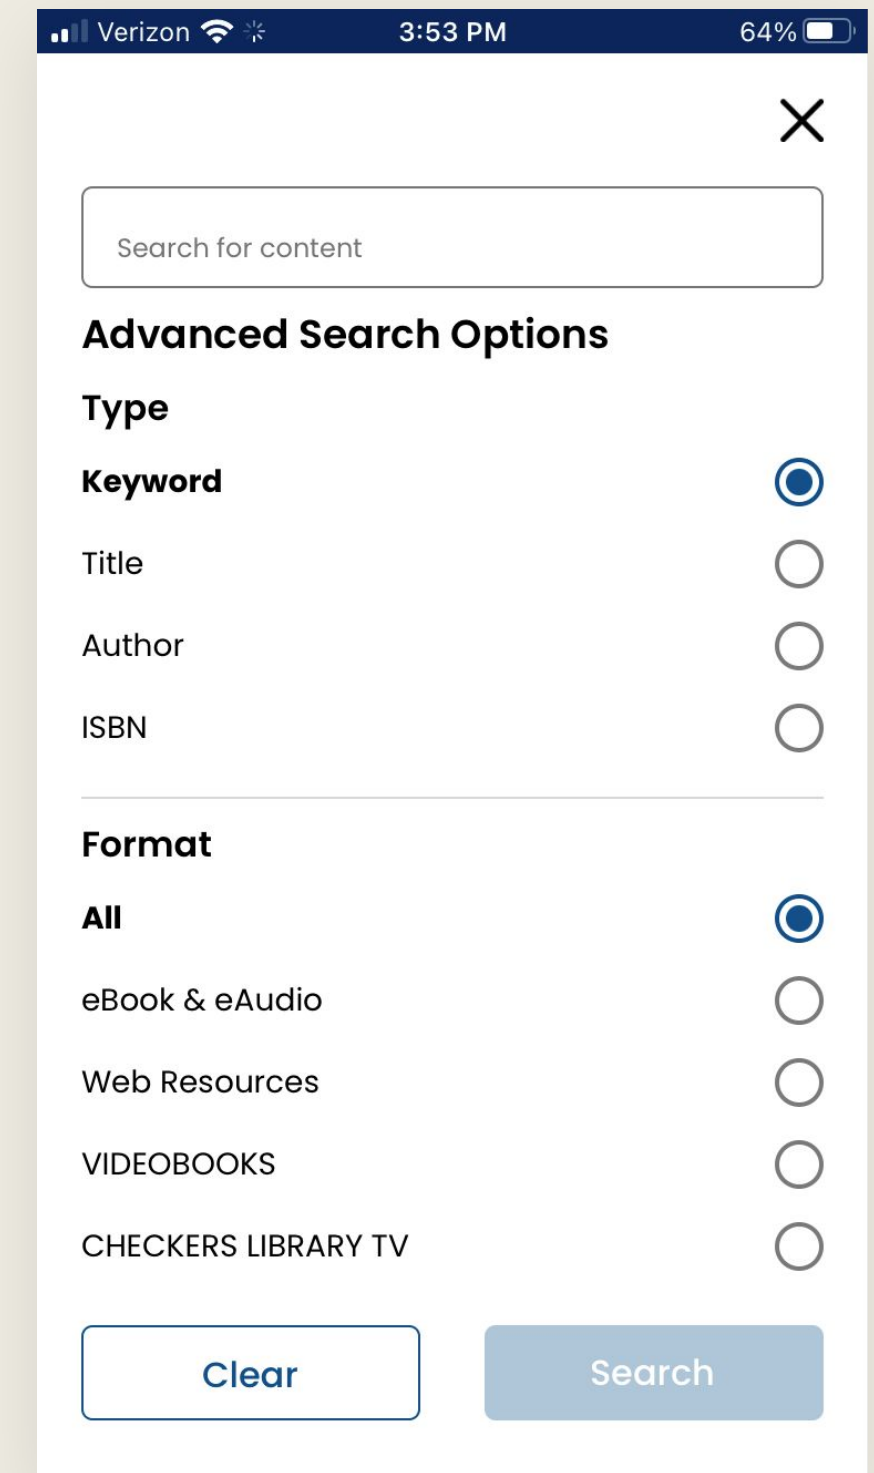 Verizon 3:53 PM 64%
Search for content
Advanced Search Options
Type
Keyword
Title
Author
ISBN
Format
All
eBook & eAudio
Web Resources
VIDEOBOOKS
CHECKERS LIBRARY TV
Clear Search